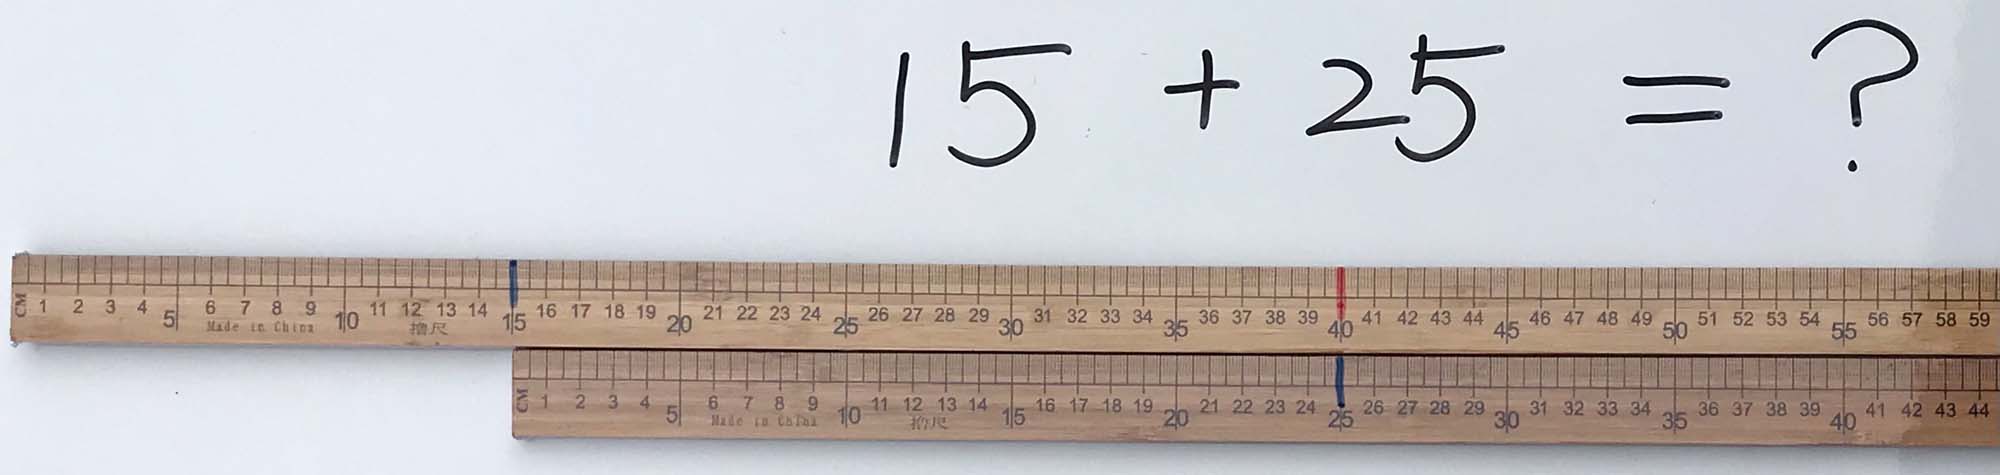 15 + 25 = ?
CM 1 2 3 4 5 6 7 8 9 10 11 12 13 14 15 16 17 18 19 20 21 22 23 24 25 26 27 28 29 30 31 32 33 34 35 36 37 38 39 40 41 42 43 44 45 46 47 48 49 50 51 52 53 54 55 56 57 58 59
Made in China
CM 1 2 3 4 5 6 7 8 9 10 11 12 13 14 15 16 17 18 19 20 21 22 23 24 25 26 27 28 29 30 31 32 33 34 35 36 37 38 39 40 41 42 43 44
Made in China